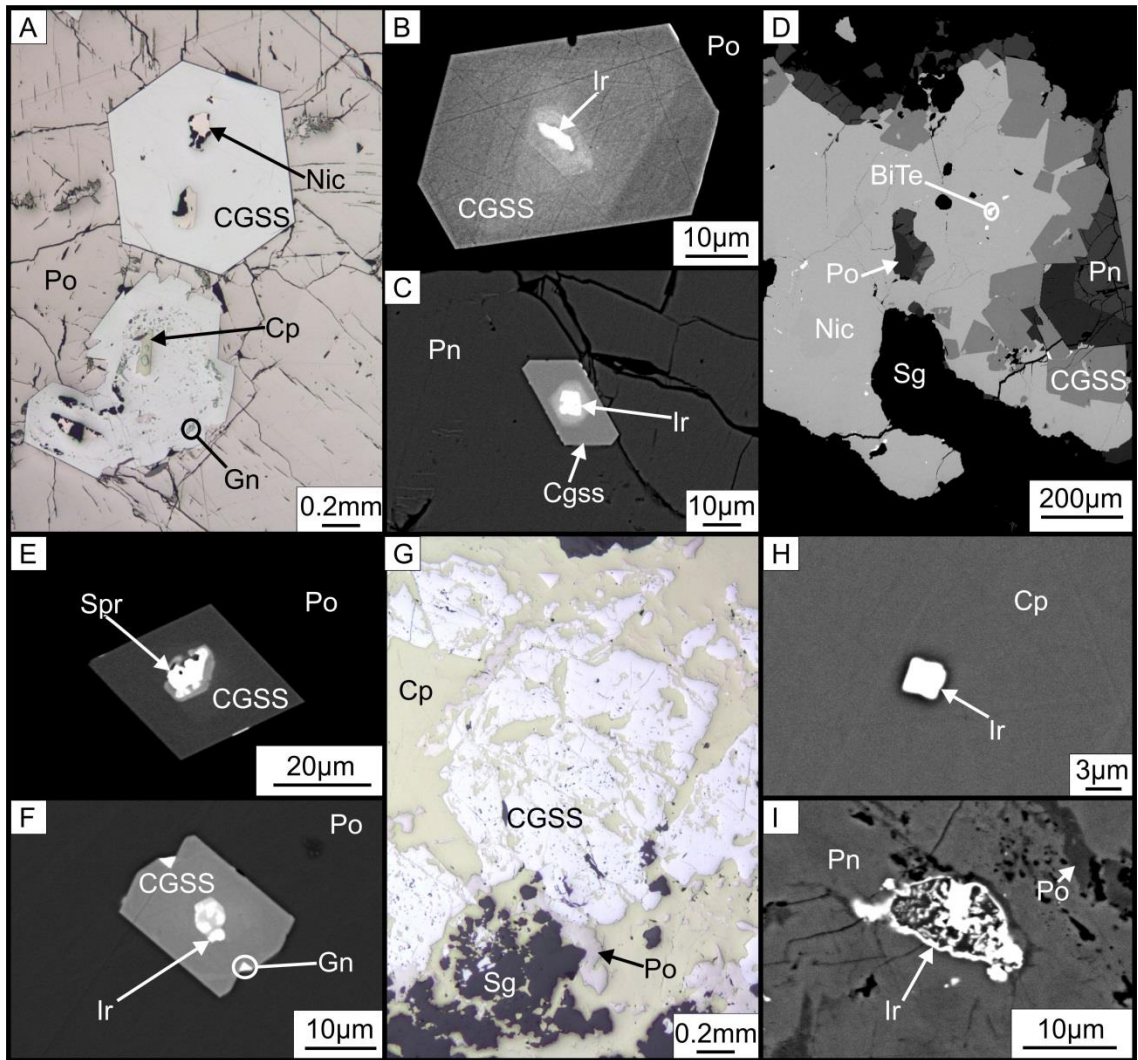 A
CGSS
Nic
Po
Cp
Gn
0.2mm
B
Po
Ir
CGSS
10µm
C
Pn
Ir
Cgss
10µm
D
BiTe
Po
Pn
Nic
Sg
CGSS
200µm
E
Po
Spr
CGSS
20µm
F
Po
CGSS
Gn
Ir
10µm
G
Cp
CGSS
Po
Sg
0.2mm
H
Cp
Ir
3µm
I
Pn
Po
Ir
10µm